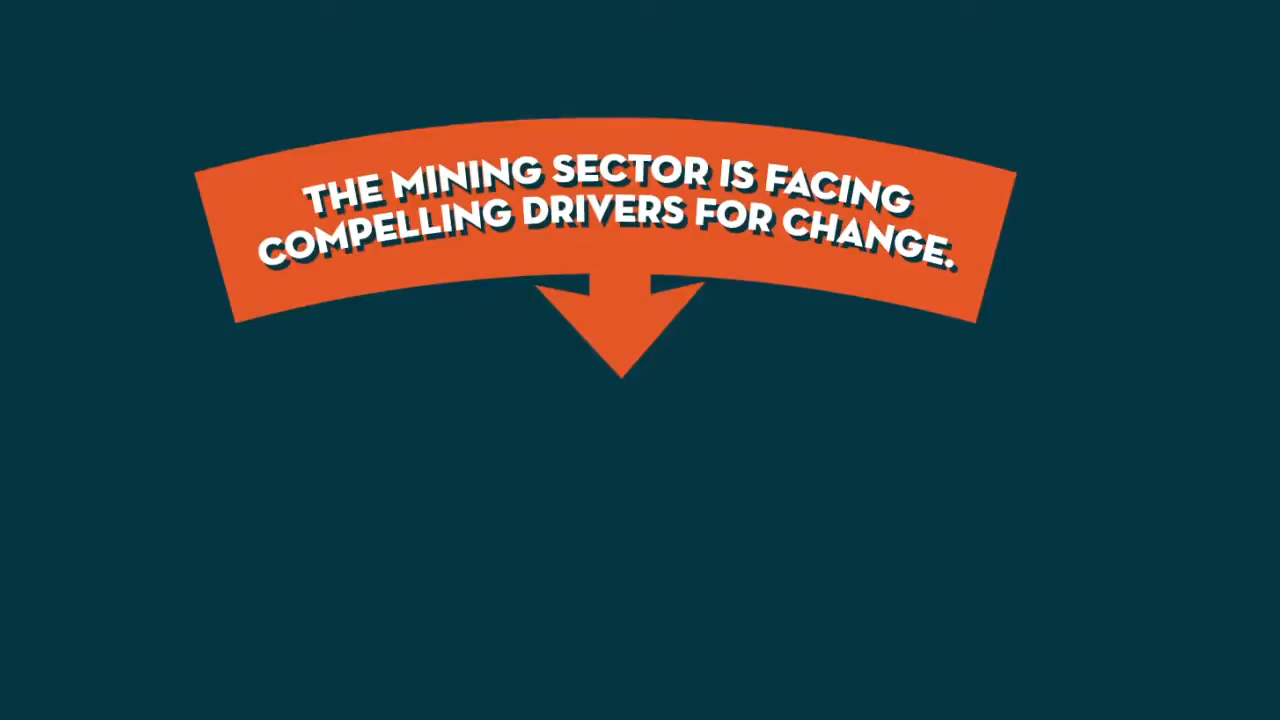 THE MINING SECTOR IS FACING
COMPELLING DRIVERS FOR CHANGE.